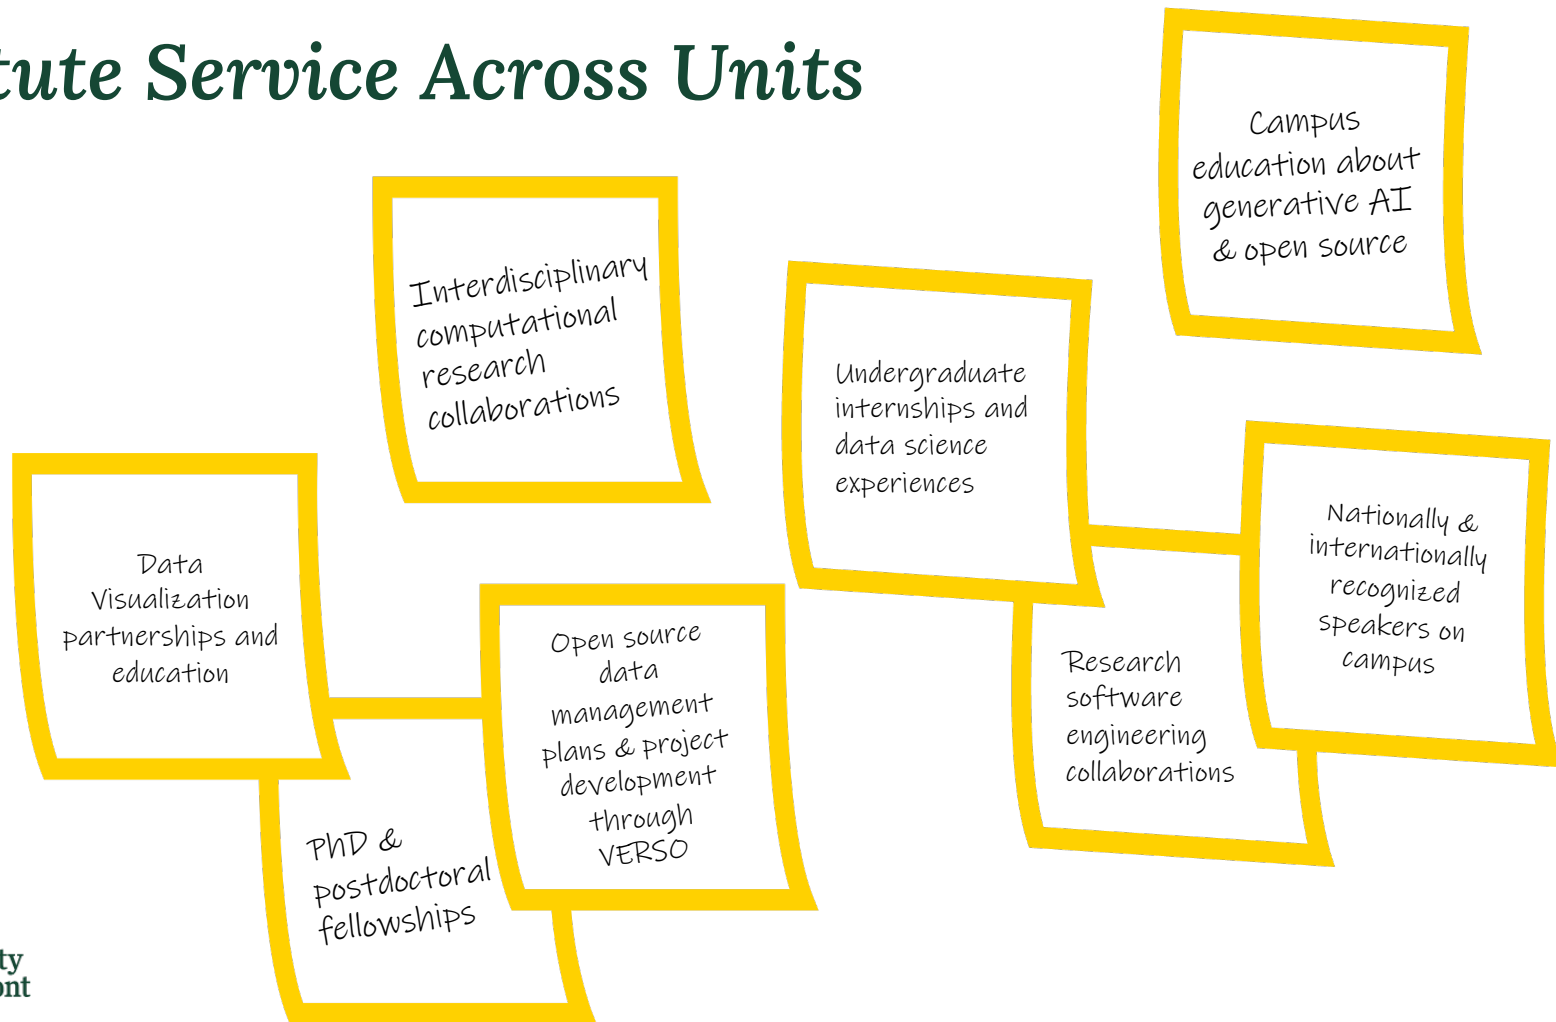 tute Service Across Units
Campus
education about
generative AI
& open source
Interdisciplinary
computational
research
collaborations
Undergraduate
internships and
data science
experiences
Nationally &
internationally
recognized
speakers on
campus
Data
Visualization
partnerships and
education
Open source
data
management
plans & project
development
through
VERSO
Research
software
engineering
collaborations
PhD &
postdoctoral
fellowships
ty
ont